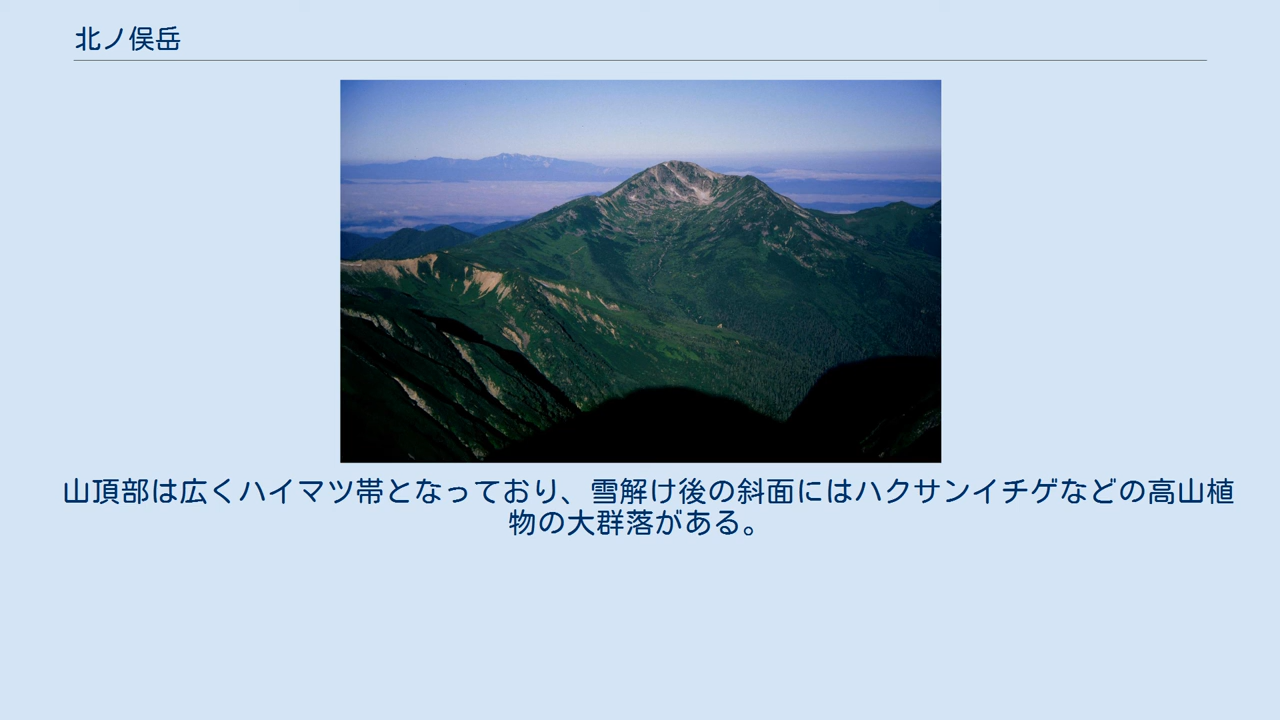 北ノ俣岳
山頂部は広くハイマツ帯となっており、雪解け後の斜面にはハクサンイチゲなどの高山植
物の大群落がある。